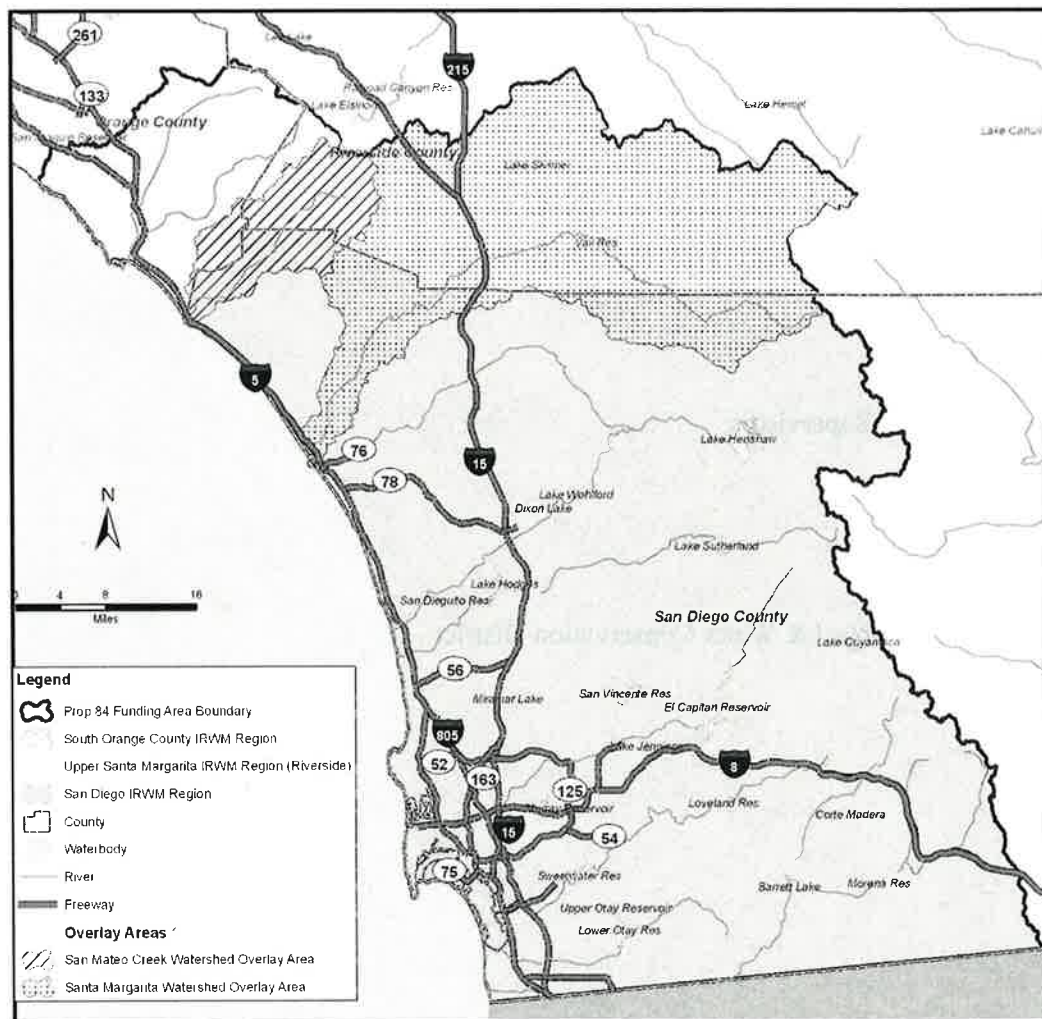 261
215
133
Orange County
Lake Elsinore
Railroad Canyon Res
Lake Hemet
Riverside County
Lake Skinner
Vail Res
5
76
78
15
Lake Henshaw
Lake Wohlford
Dixon Lake
N
Lake Sutherland
Lake Hodges
0 4 8 16
Miles
San Dieguito Res
San Diego County
Lake Cuyamaca
56
Miramar Lake
San Vincente Res
El Capitan Reservoir
805
52
163
Lake Jennings
8
125
Murray Reservoir
Loveland Res
Corte Madera
15
54
75
Sweetwater Res
Barrett Lake
Morena Res
Upper Otay Reservoir
Lower Otay Res
Legend
Prop 84 Funding Area Boundary
South Orange County IRWM Region
Upper Santa Margarita IRWM Region (Riverside)
San Diego IRWM Region
County
Waterbody
River
Freeway
Overlay Areas
San Mateo Creek Watershed Overlay Area
Santa Margarita Watershed Overlay Area